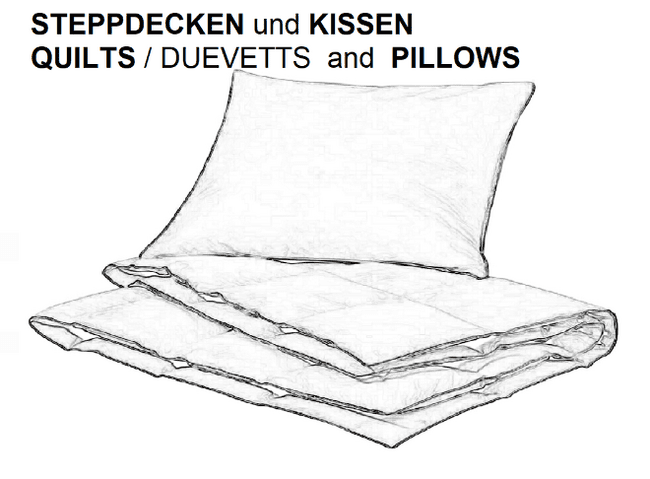 STEPPDECKEN und KISSEN
QUILTS / DUEVETTS and PILLOWS